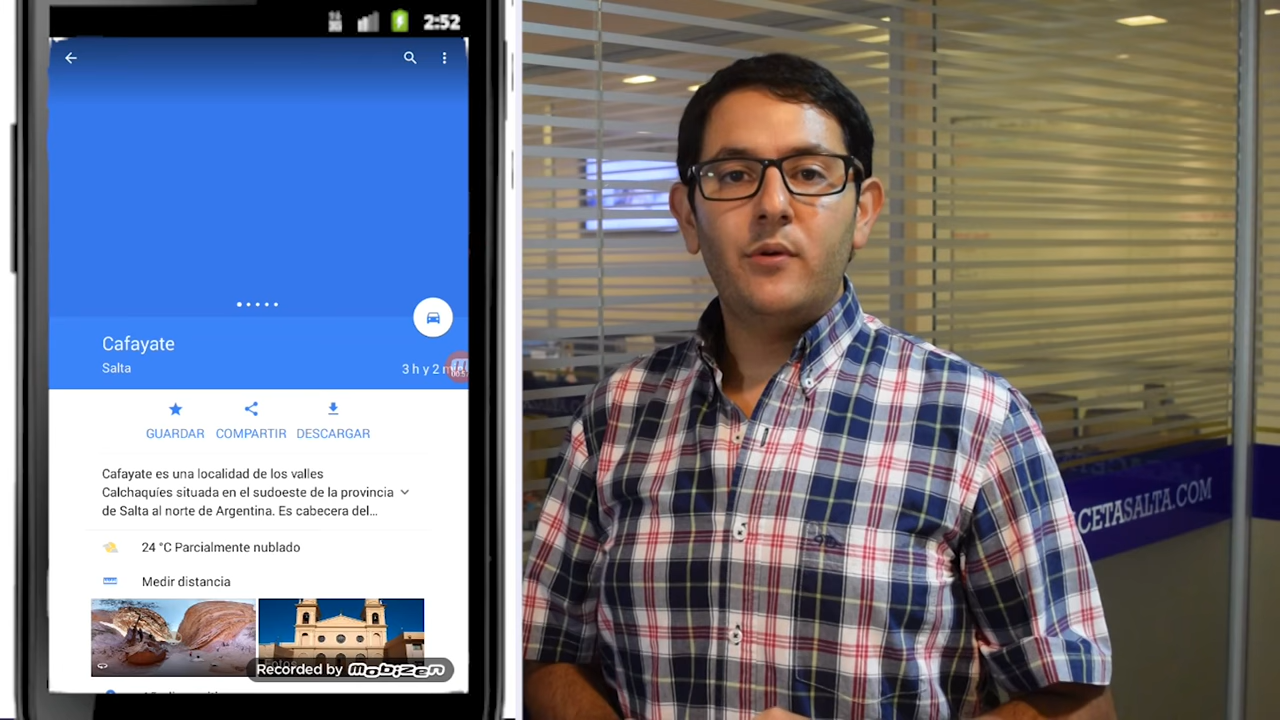 2:52
Cafayate
Salta
3 h y 2 m
GUARDAR COMPARTIR DESCARGAR
Cafayate es una localidad de los valles
Calchaquíes situada en el sudoeste de la provincia
de Salta al norte de Argentina. Es cabecera del...
24 °C Parcialmente nublado
Medir distancia
Recorded by mobizen
CETASALTA.COM